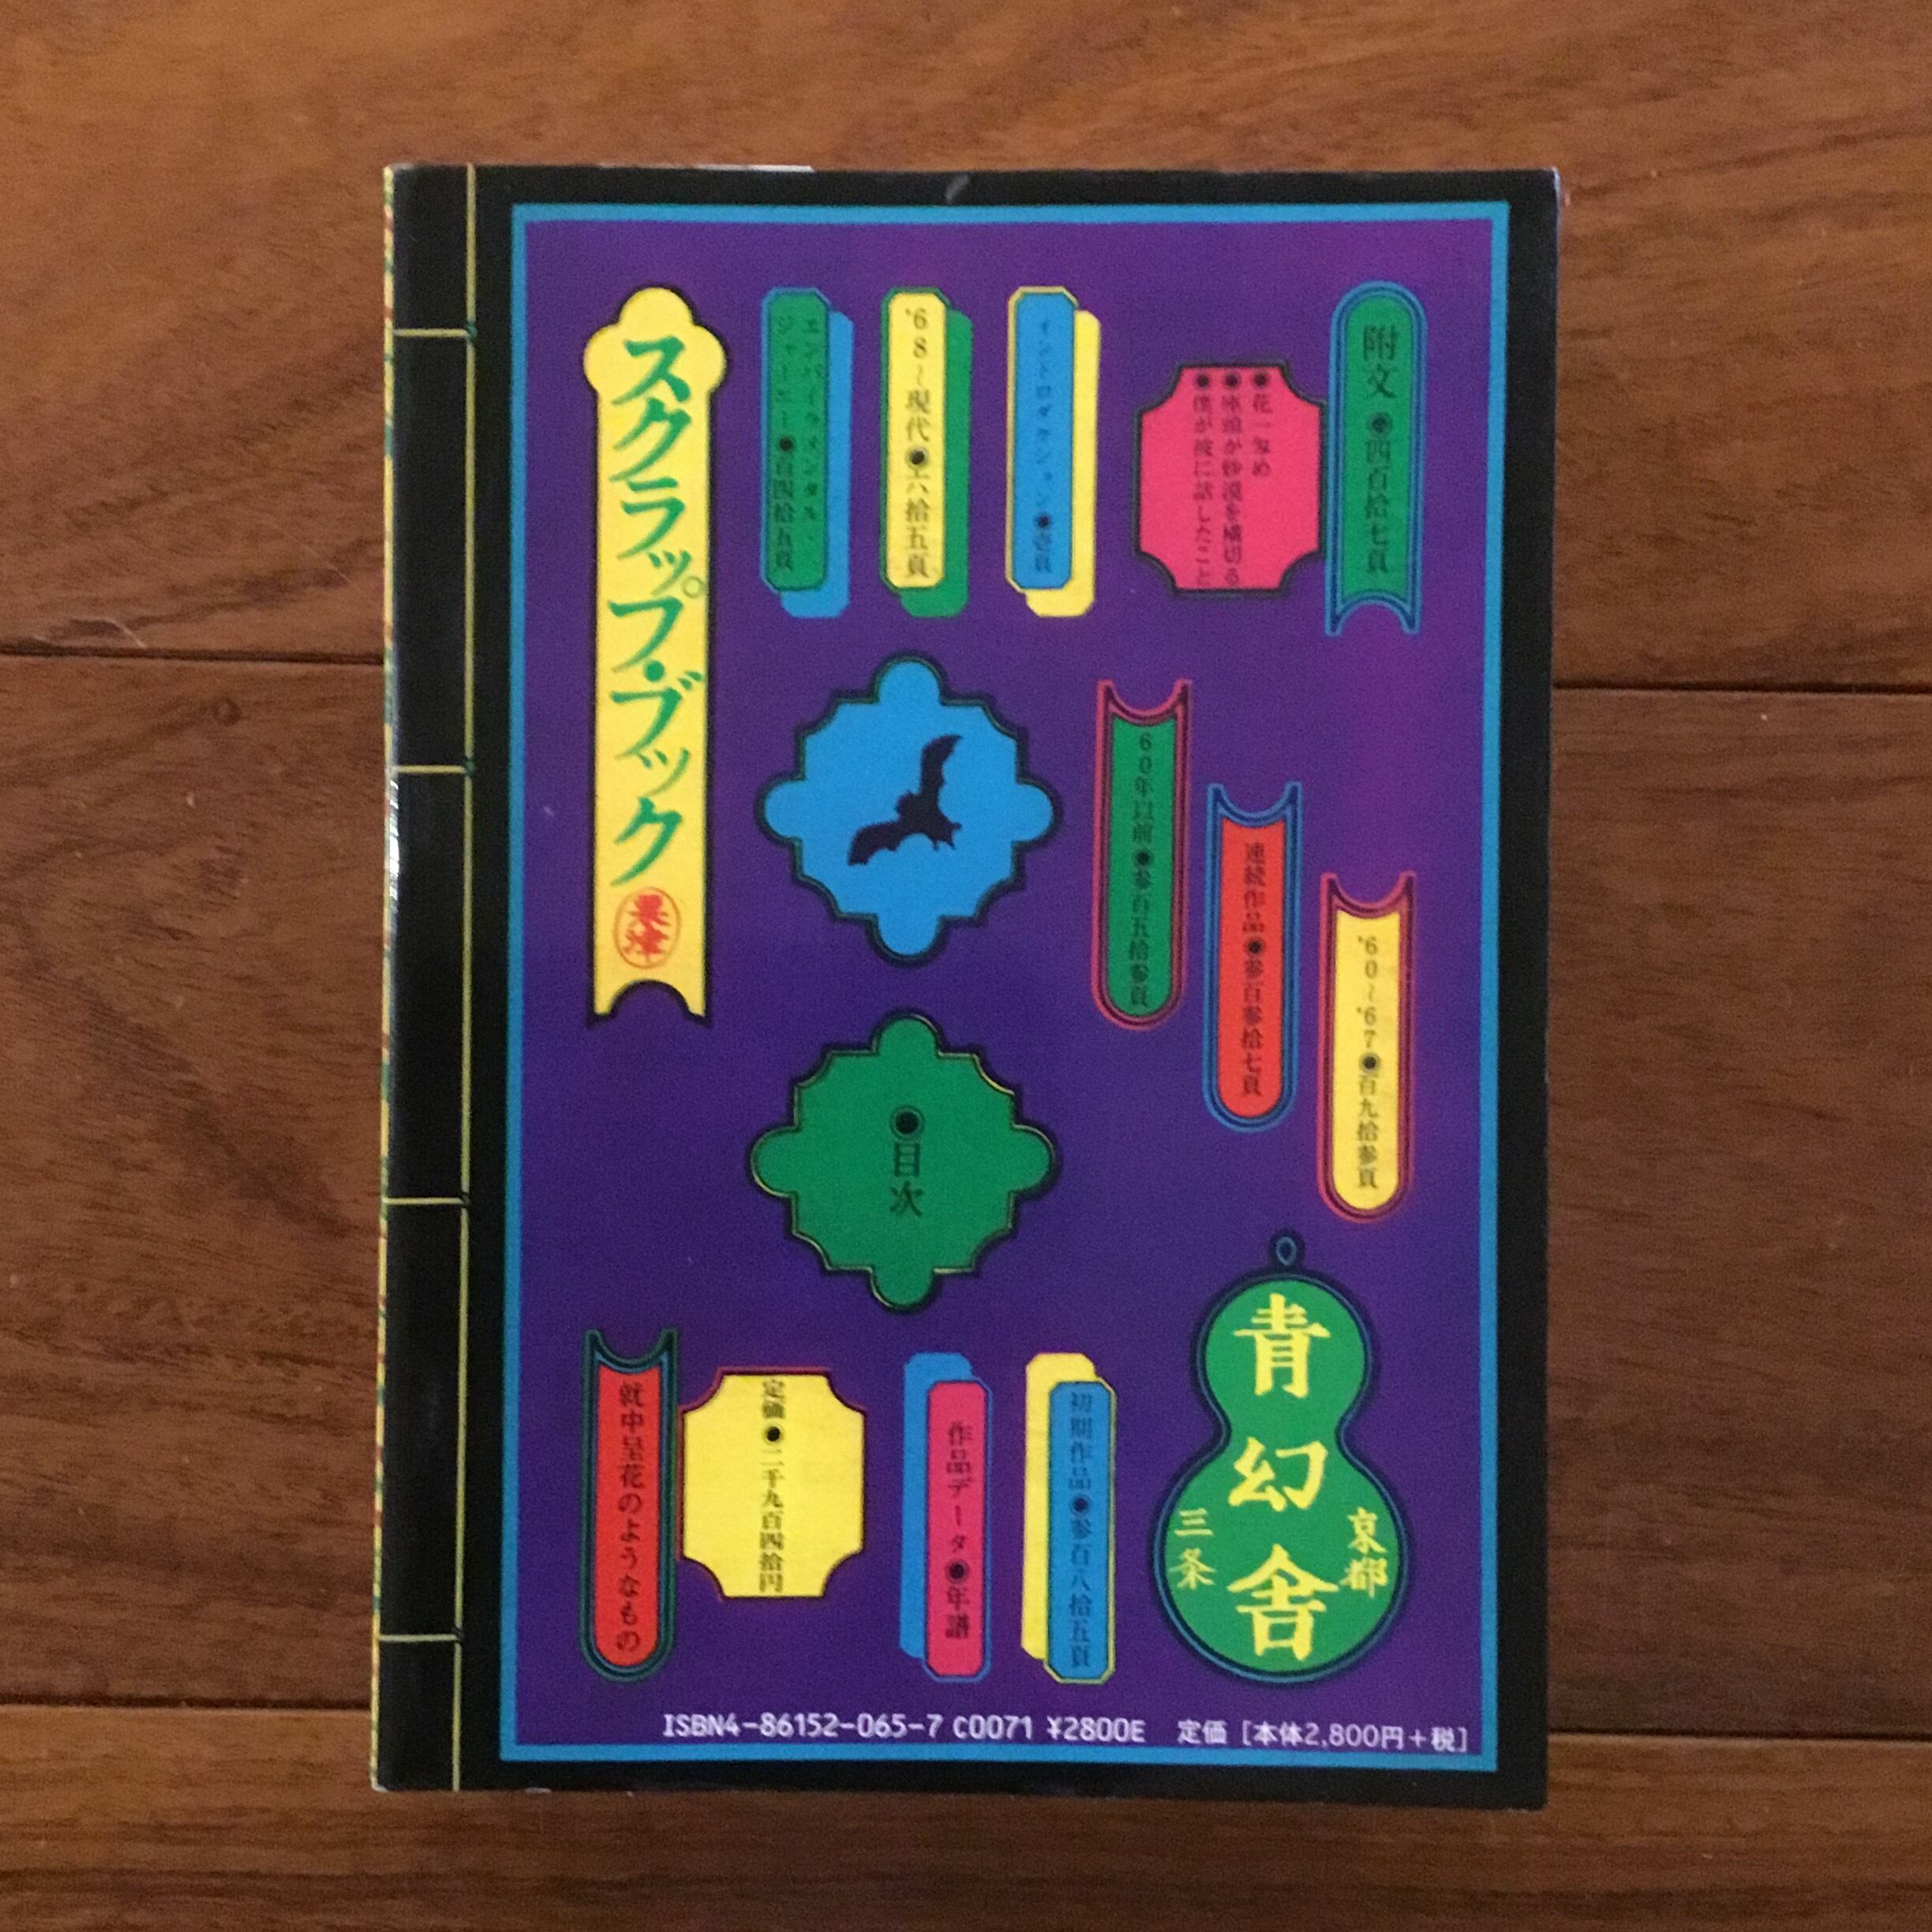 附文●四百拾七頁
●花一匁め
●座頭が砂漠を横切る
●僕が彼に話したこと
イントロダクション●壱頁
'68〜現代●六拾五頁
エンバイラメンタル・
ジャーニー●百四拾五頁
スクラップ・ブック
粟津
60年以前●参百五拾参頁
連続作品●参百参拾七頁
'60〜'67●百九拾参頁
●目次
青幻舎
京都
三条
初期作品●参百八拾五頁
作品データ●年譜
定価●二千九百四拾円
就中呈花のようなもの
ISBN4-86152-065-7 C0071 ¥2800E 定価［本体2,800円＋税］